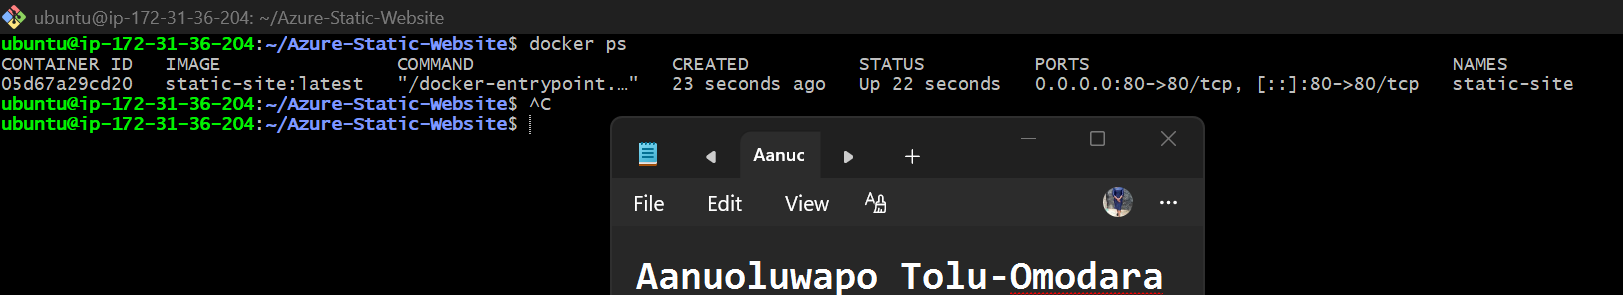 ubuntu@ip-172-31-36-204: ~/Azure-Static-Website
ubuntu@ip-172-31-36-204:~/Azure-Static-Website$ docker ps
CONTAINER ID   IMAGE                COMMAND                  CREATED          STATUS          PORTS                                 NAMES
05d67a29cd20   static-site:latest   "/docker-entrypoint.…"   23 seconds ago   Up 22 seconds   0.0.0.0:80->80/tcp, [::]:80->80/tcp   static-site
ubuntu@ip-172-31-36-204:~/Azure-Static-Website$ ^C
ubuntu@ip-172-31-36-204:~/Azure-Static-Website$
Aanuc
File Edit View
Aanuoluwapo Tolu-Omodara